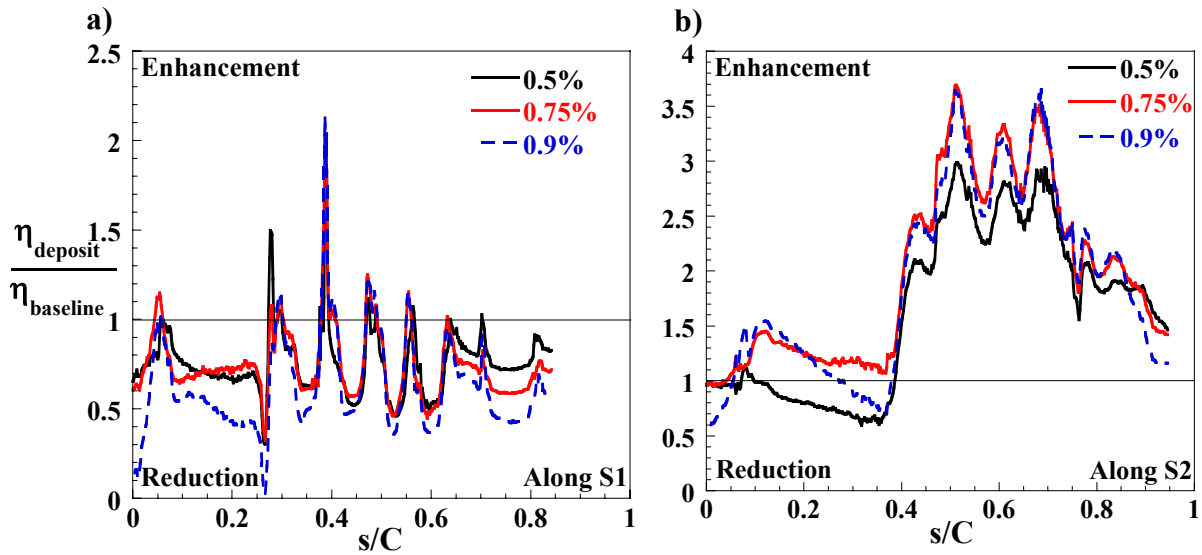 a)
Enhancement
0.5%
0.75%
0.9%
η deposit
η baseline
Reduction
Along S1
2.5
2
1.5
1
0.5
0
0
0.2
0.4
0.6
0.8
1
s/C
b)
Enhancement
0.5%
0.75%
0.9%
Reduction
Along S2
4
3.5
3
2.5
2
1.5
1
0.5
0
0
0.2
0.4
0.6
0.8
1
s/C